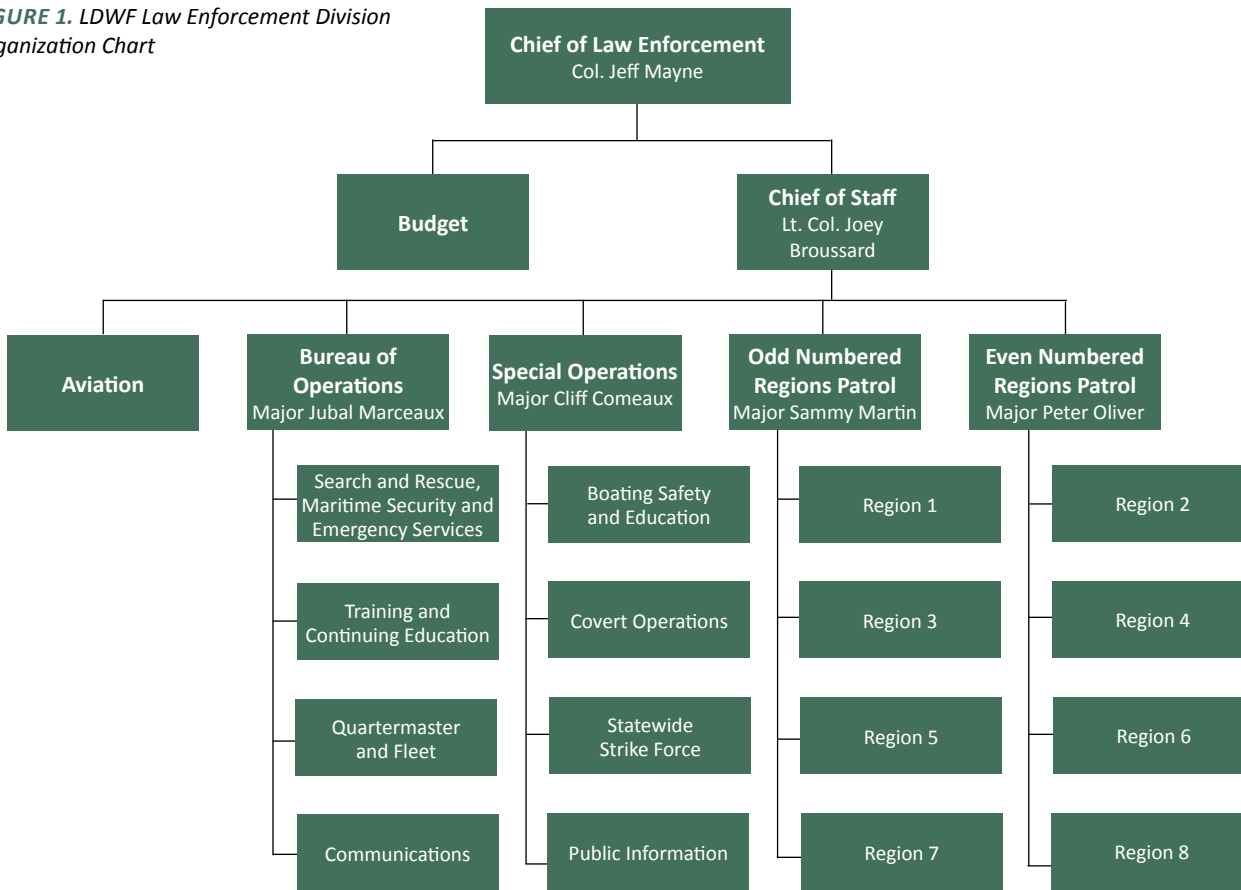 GURE 1. LDWF Law Enforcement Division
ganization Chart
Chief of Law Enforcement
Col. Jeff Mayne
Budget
Chief of Staff
Lt. Col. Joey
Broussard
Aviation
Bureau of
Operations
Major Jubal Marceaux
Special Operations
Major Cliff Comeaux
Odd Numbered
Regions Patrol
Major Sammy Martin
Even Numbered
Regions Patrol
Major Peter Oliver
Search and Rescue,
Maritime Security and
Emergency Services
Training and
Continuing Education
Quartermaster
and Fleet
Communications
Boating Safety
and Education
Covert Operations
Statewide
Strike Force
Public Information
Region 1
Region 3
Region 5
Region 7
Region 2
Region 4
Region 6
Region 8